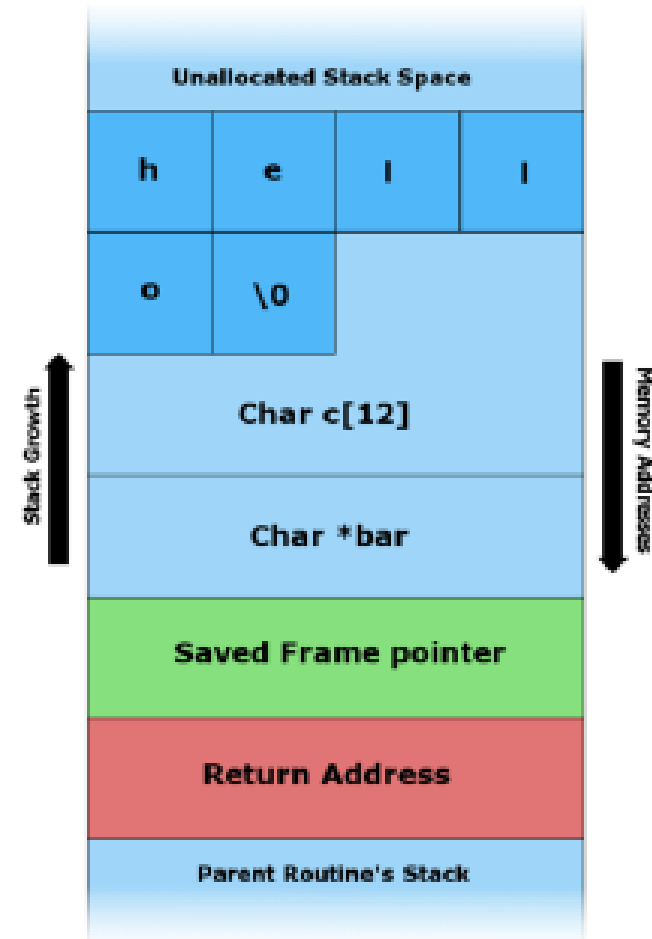 Unallocated Stack Space
h e l l
o \0
Char c[12]
Char *bar
Saved Frame pointer
Return Address
Parent Routine's Stack
Stack Growth
Memory Addresses